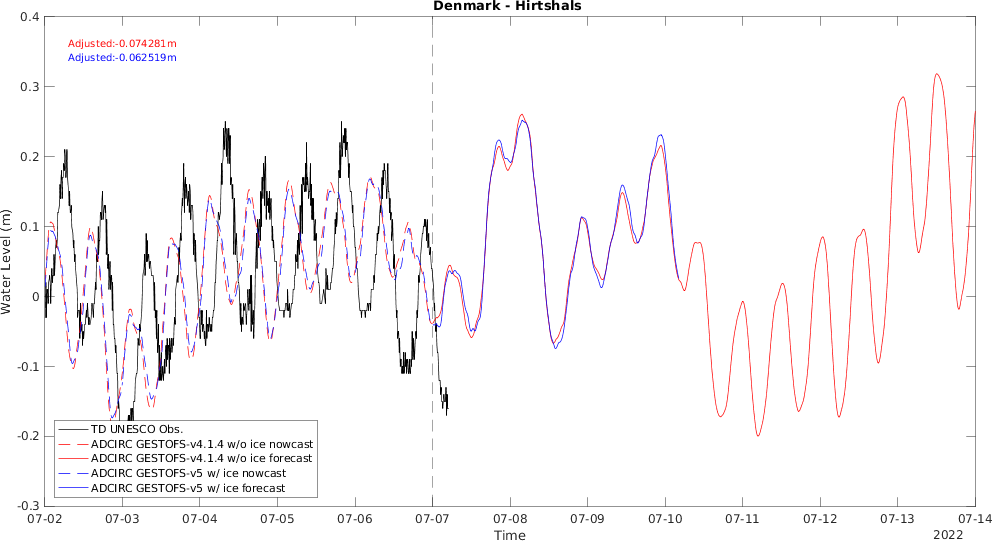 Denmark - Hirtshals
0.4
0.3
0.2
0.1
0
-0.1
-0.2
-0.3
Water Level (m)
Adjusted:-0.074281m
Adjusted:-0.062519m
TD UNESCO Obs.
ADCIRC GESTOFS-v4.1.4 w/o ice nowcast
ADCIRC GESTOFS-v4.1.4 w/o ice forecast
ADCIRC GESTOFS-v5 w/ ice nowcast
ADCIRC GESTOFS-v5 w/ ice forecast
07-02 07-03 07-04 07-05 07-06 07-07 07-08 07-09 07-10 07-11 07-12 07-13 07-14
Time
2022